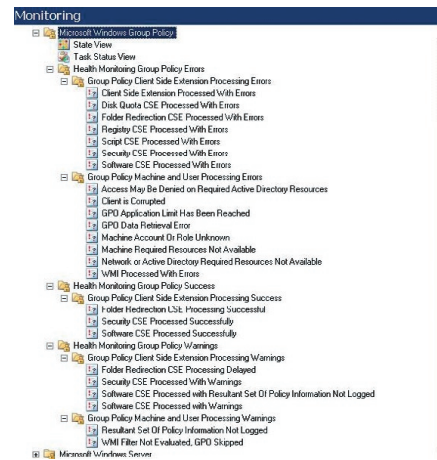 Monitoring
Microsoft Windows Group Policy
State View
Task Status View
Health Monitoring Group Policy Errors
Group Policy Client Side Extension Processing Errors
Client Side Extension Processed With Errors
Disk Quota CSE Processed With Errors
Folder Redirection CSE Processed With Errors
Registry CSE Processed With Errors
Script CSE Processed With Errors
Security CSE Processed With Errors
Software CSE Processed With Errors
Group Policy Machine and User Processing Errors
Access May Be Denied on Required Active Directory Resources
Client is Corrupted
GPO Application Limit Has Been Reached
GPO Data Retrieval Error
Machine Account Or Role Unknown
Machine Required Resources Not Available
Network or Active Directory Required Resources Not Available
WMI Processed With Errors
Health Monitoring Group Policy Success
Group Policy Client Side Extension Processing Success
Folder Redirection CSE Processing Successful
Security CSE Processed Successfully
Software CSE Processed Successfully
Health Monitoring Group Policy Warnings
Group Policy Client Side Extension Processing Warnings
Folder Redirection CSE Processing Delayed
Security CSE Processed With Warnings
Software CSE Processed with Resultant Set Of Policy Information Not Logged
Software CSE Processed with Warnings
Group Policy Machine and User Processing Warnings
Resultant Set Of Policy Information Not Logged
WMI Filter Not Evaluated, GPO Skipped
Microsoft Windows Server